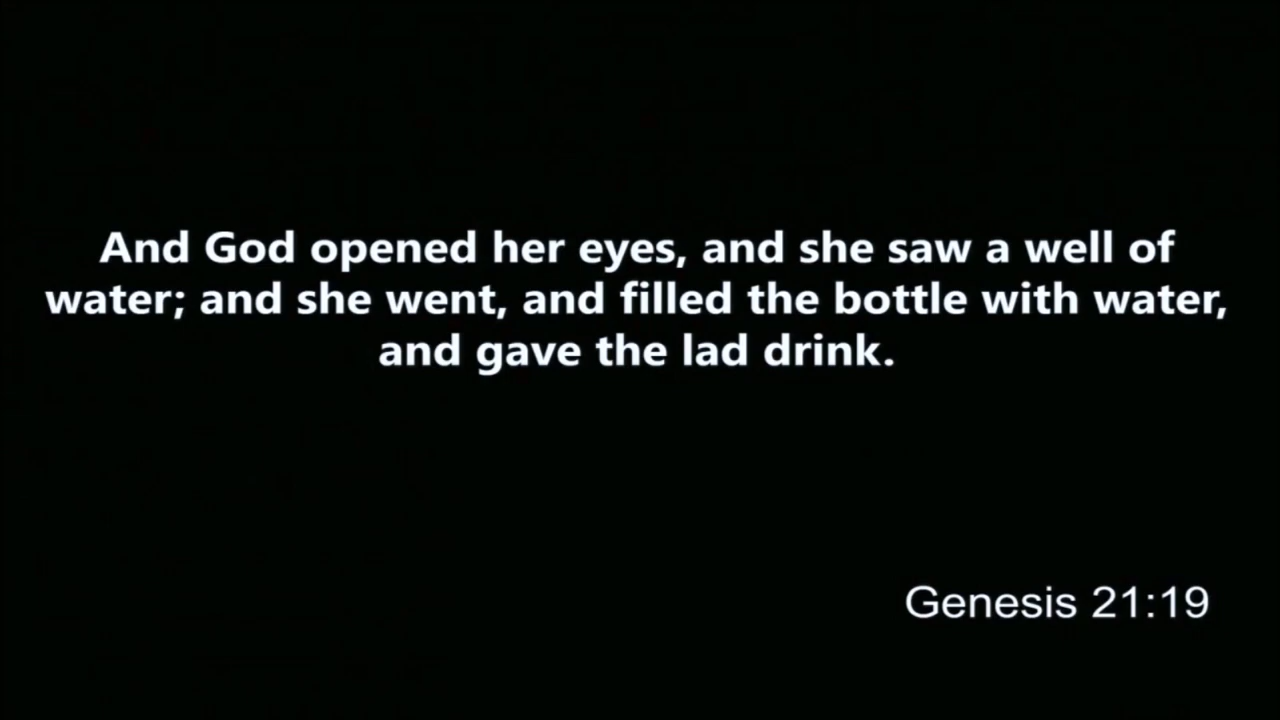 And God opened her eyes, and she saw a well of
water; and she went, and filled the bottle with water,
and gave the lad drink.
Genesis 21:19